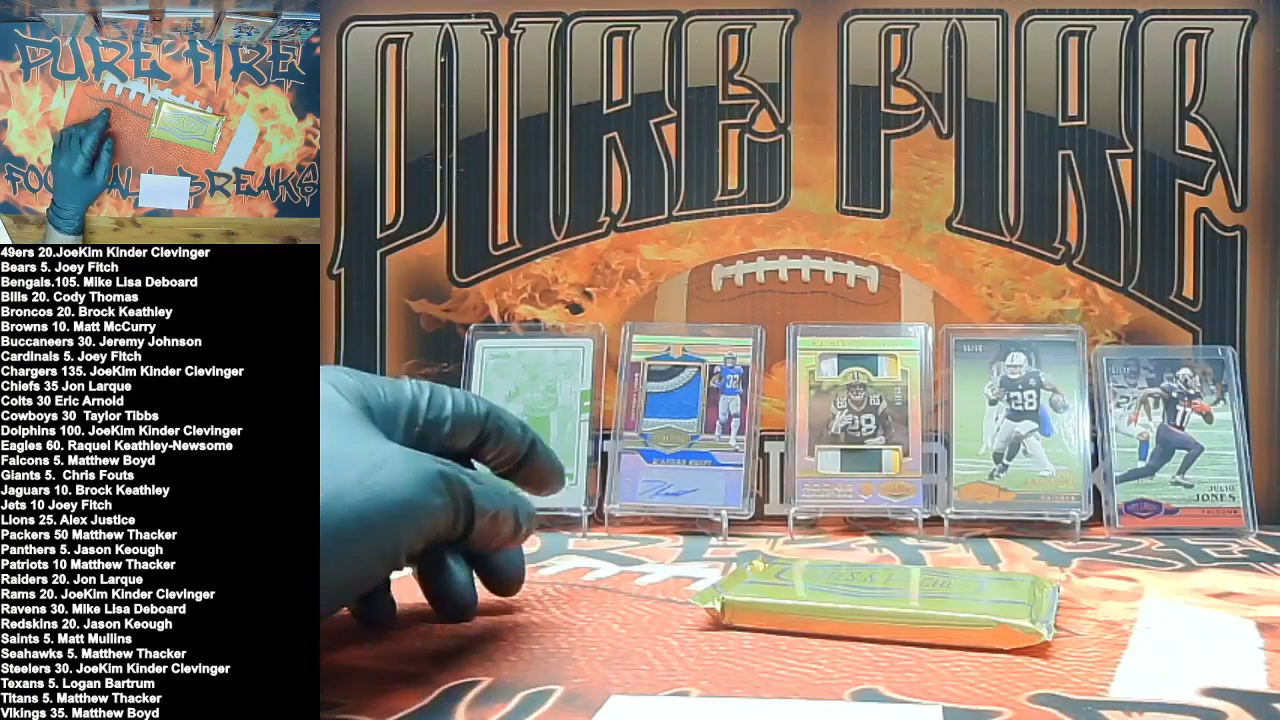 PURE FIRE
FOOTBALL BREAKS
PURE FIRE
49ers 20.JoeKim Kinder Clevinger
Bears 5. Joey Fitch
Bengals.105. Mike Lisa Deboard
Bills 20. Cody Thomas
Broncos 20. Brock Keathley
Browns 10. Matt McCurry
Buccaneers 30. Jeremy Johnson
Cardinals 5. Joey Fitch
Chargers 135. JoeKim Kinder Clevinger
Chiefs 35 Jon Larque
Colts 30 Eric Arnold
Cowboys 30 Taylor Tibbs
Dolphins 100. JoeKim Kinder Clevinger
Eagles 60. Raquel Keathley-Newsome
Falcons 5. Matthew Boyd
Giants 5. Chris Fouts
Jaguars 10. Brock Keathley
Jets 10 Joey Fitch
Lions 25. Alex Justice
Packers 50 Matthew Thacker
Panthers 5. Jason Keough
Patriots 10 Matthew Thacker
Raiders 20. Jon Larque
Rams 20. JoeKim Kinder Clevinger
Ravens 30. Mike Lisa Deboard
Redskins 20. Jason Keough
Saints 5. Matt Mullins
Seahawks 5. Matthew Thacker
Steelers 30. JoeKim Kinder Clevinger
Texans 5. Logan Bartrum
Titans 5. Matthew Thacker
Vikings 35. Matthew Boyd
32
D'ANDRE SWIFT
28
28
JULIO
JONES
FALCONS